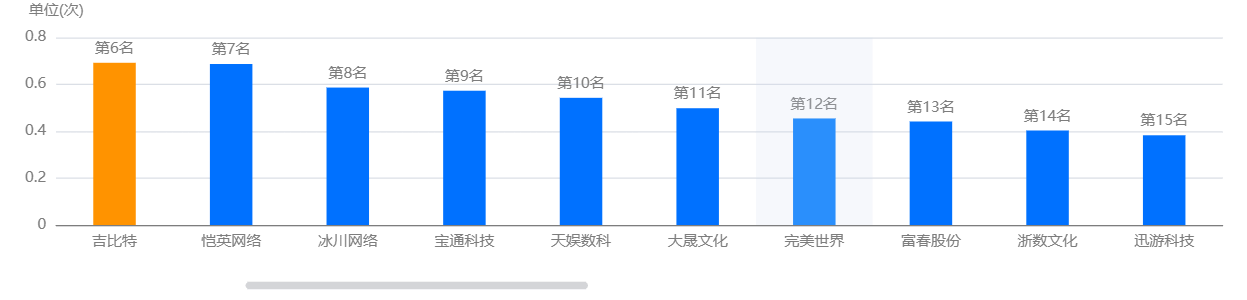 单位(次)
0.8
第6名
第7名
第8名
第9名
第10名
第11名
第12名
第13名
第14名
第15名
0.6
0.4
0.2
0
吉比特
恺英网络
冰川网络
宝通科技
天娱数科
大晟文化
完美世界
富春股份
浙数文化
迅游科技